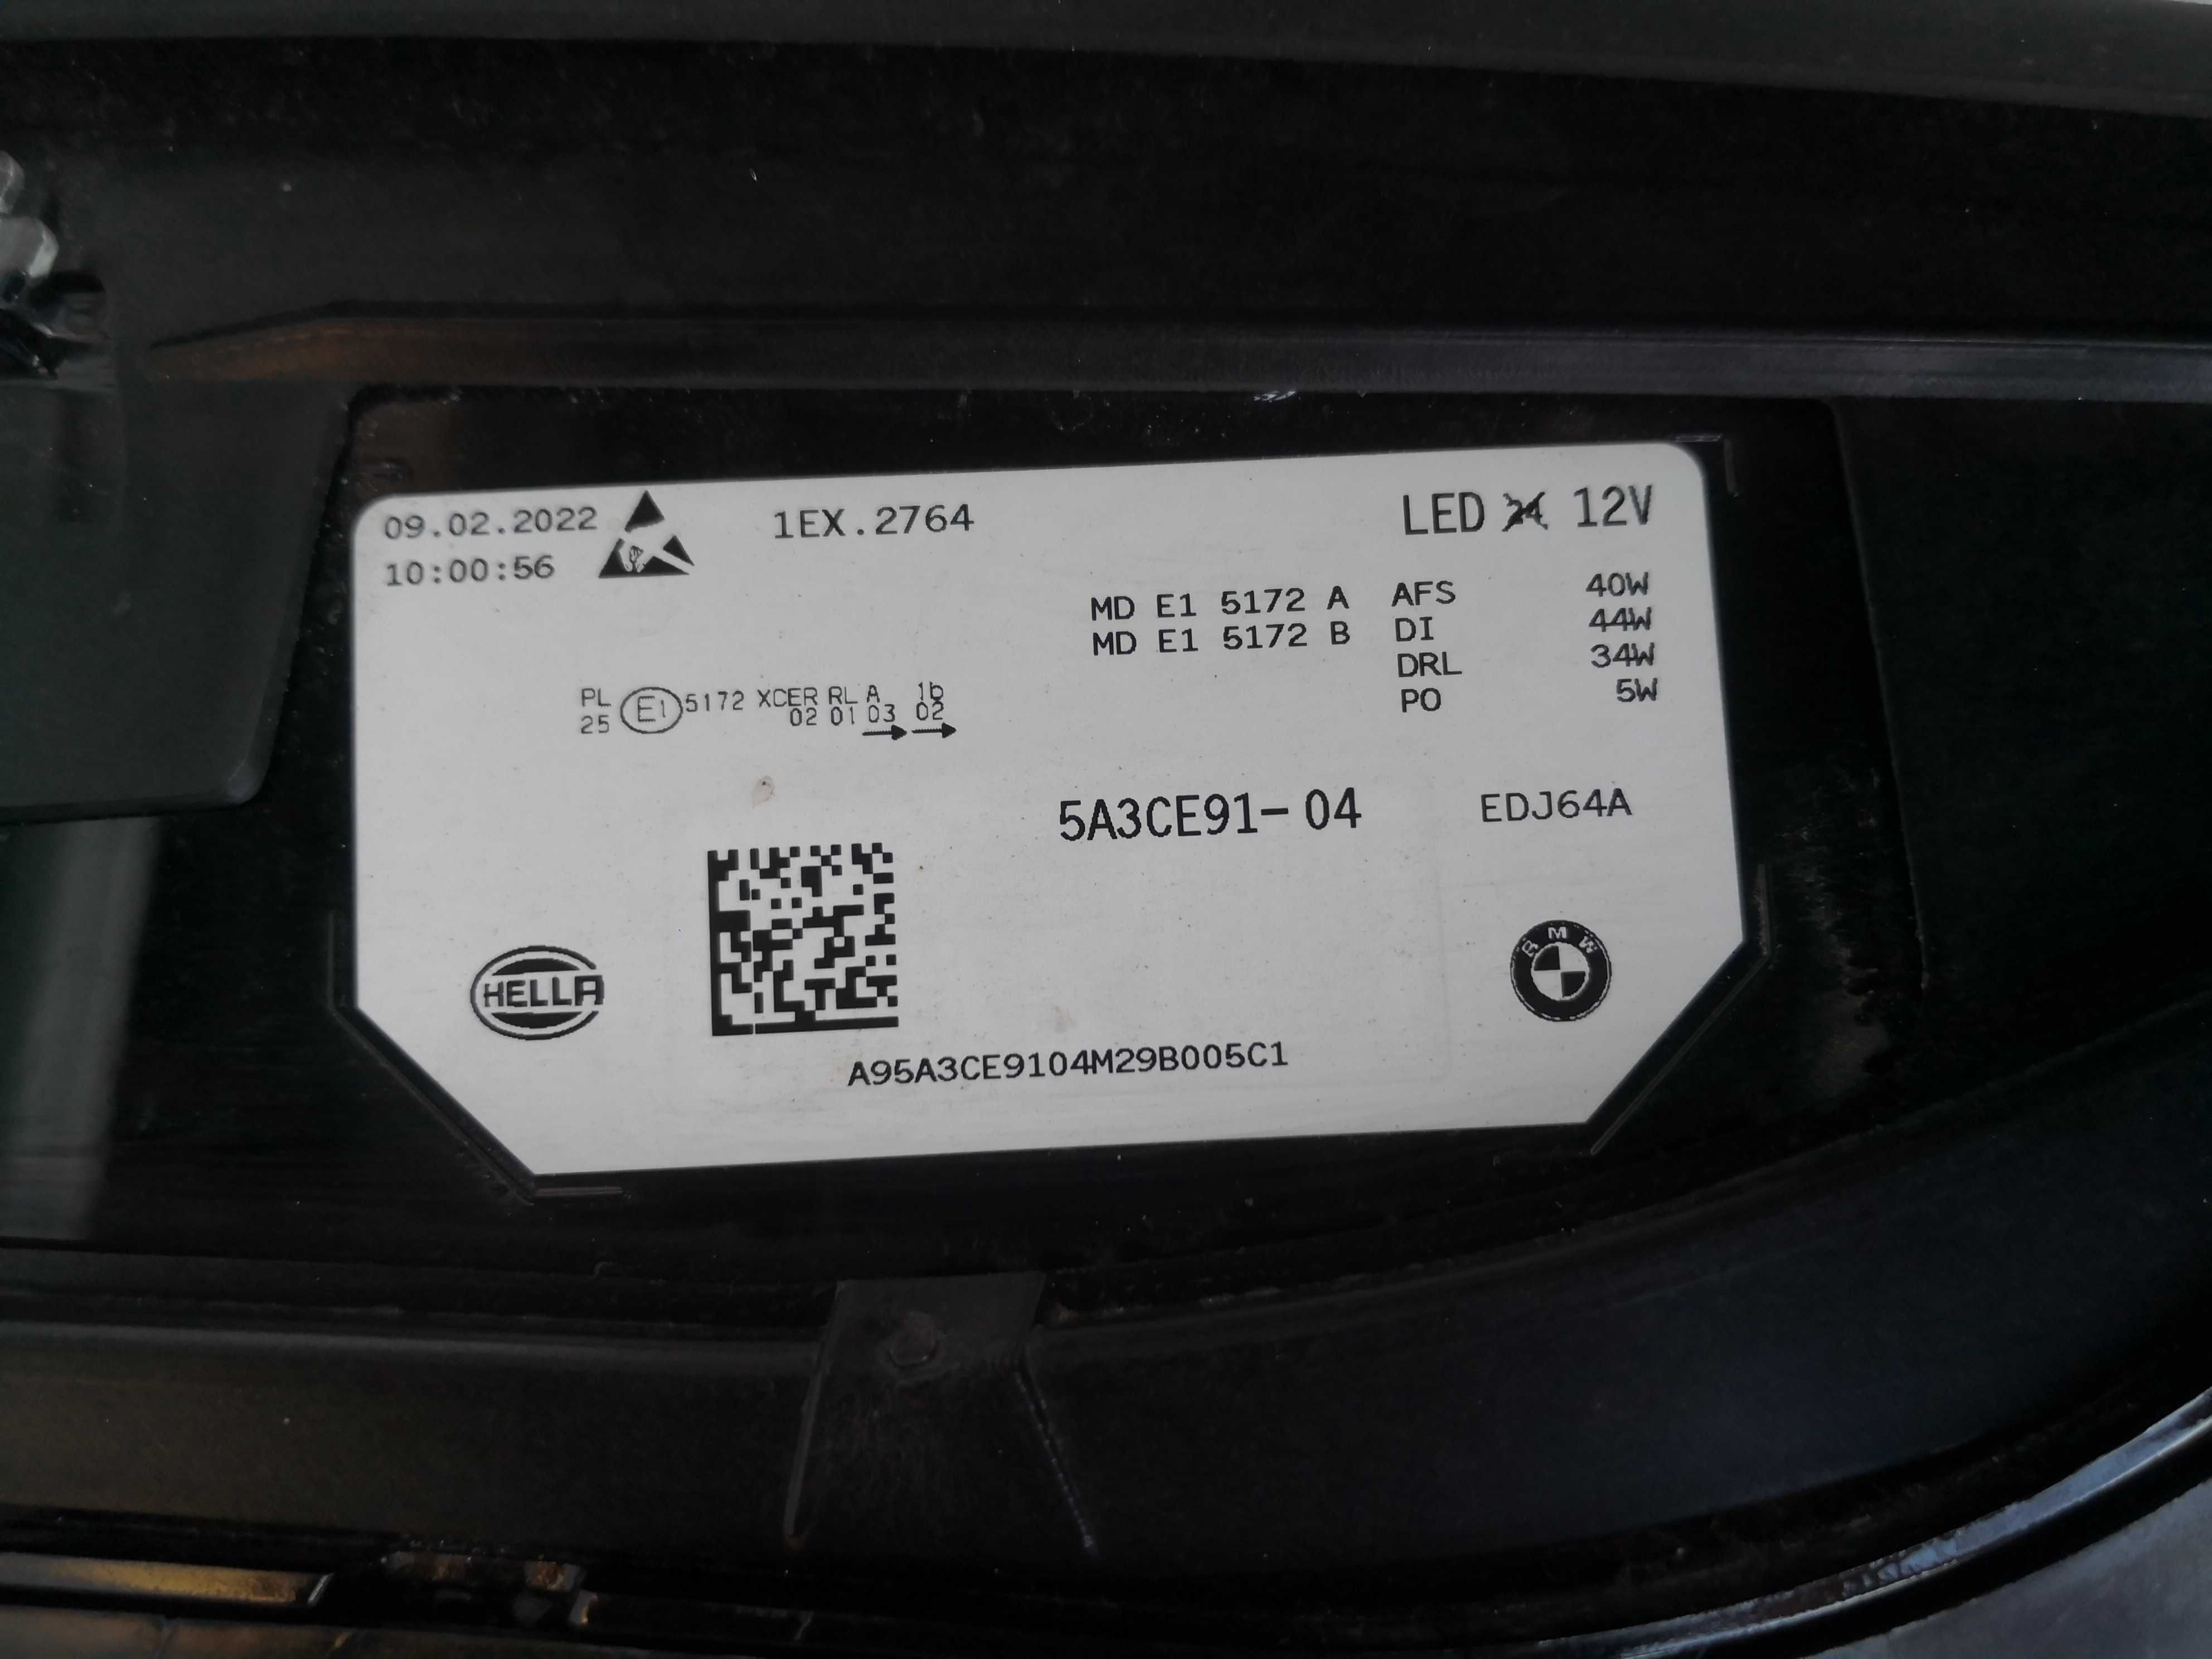 09.02.2022
10:00:56
1EX.2764
LED 24 12V
MD E1 5172 A AFS 40W
MD E1 5172 B DI 44W
DRL 34W
PO 5W
PL E1 5172 XCER RL A 1b
25 02 01 03 02
5A3CE91-04 EDJ64A
HELLA
BMW
A95A3CE9104M29B005C1